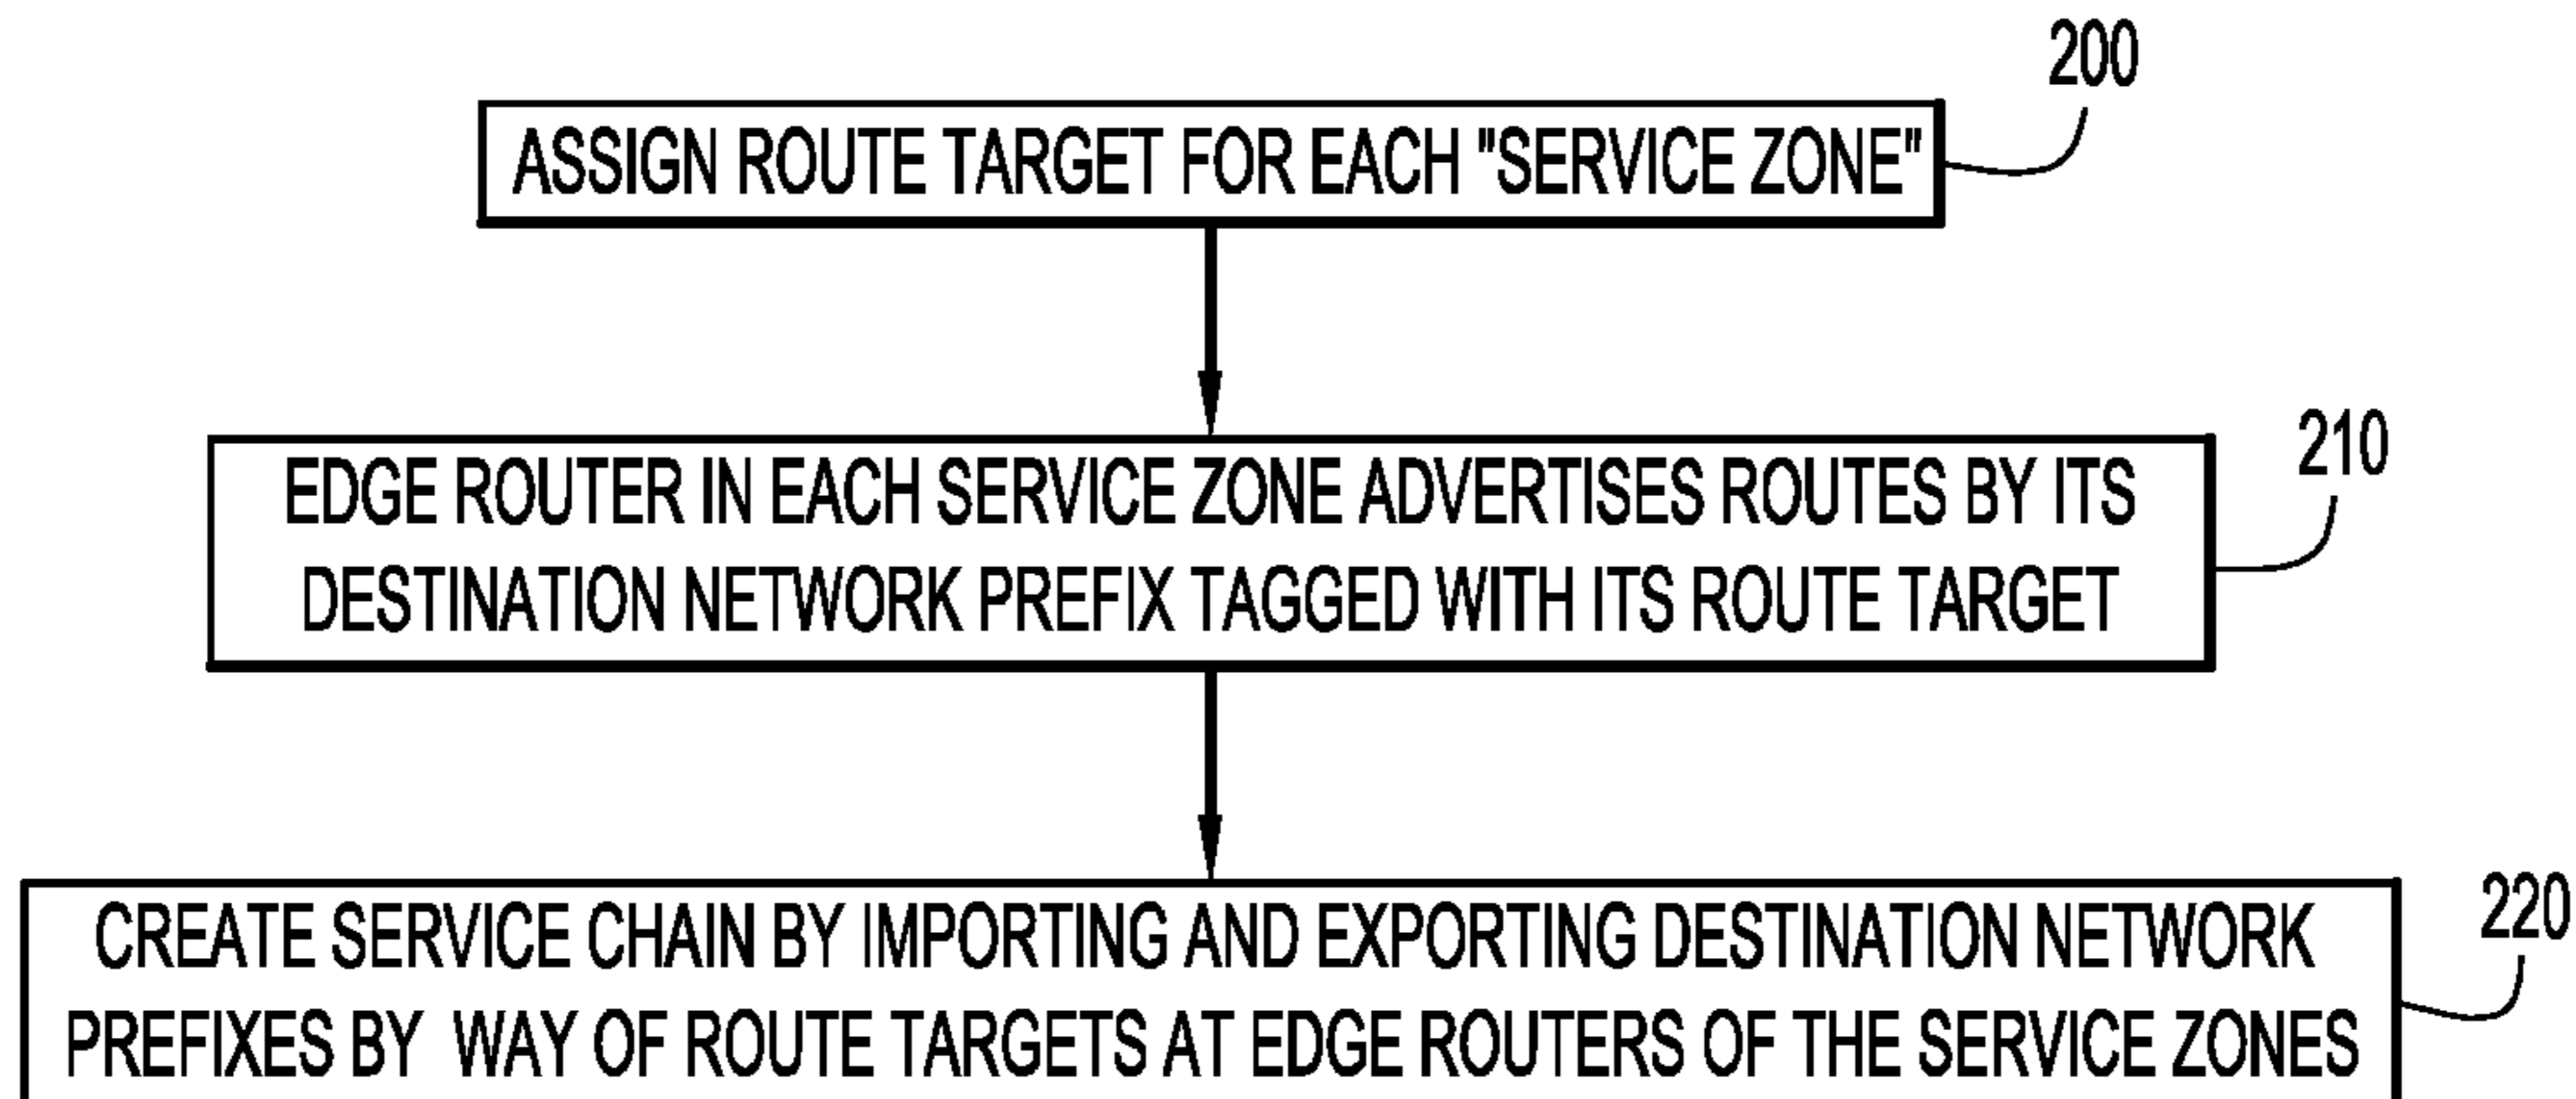 200
ASSIGN ROUTE TARGET FOR EACH "SERVICE ZONE"
210
EDGE ROUTER IN EACH SERVICE ZONE ADVERTISES ROUTES BY ITS
DESTINATION NETWORK PREFIX TAGGED WITH ITS ROUTE TARGET
220
CREATE SERVICE CHAIN BY IMPORTING AND EXPORTING DESTINATION NETWORK
PREFIXES BY WAY OF ROUTE TARGETS AT EDGE ROUTERS OF THE SERVICE ZONES